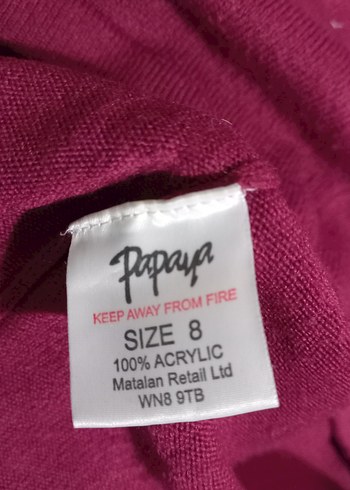 Papaya
KEEP AWAY FROM FIRE
SIZE 8
100% ACRYLIC
Matalan Retail Ltd
WN8 9TB